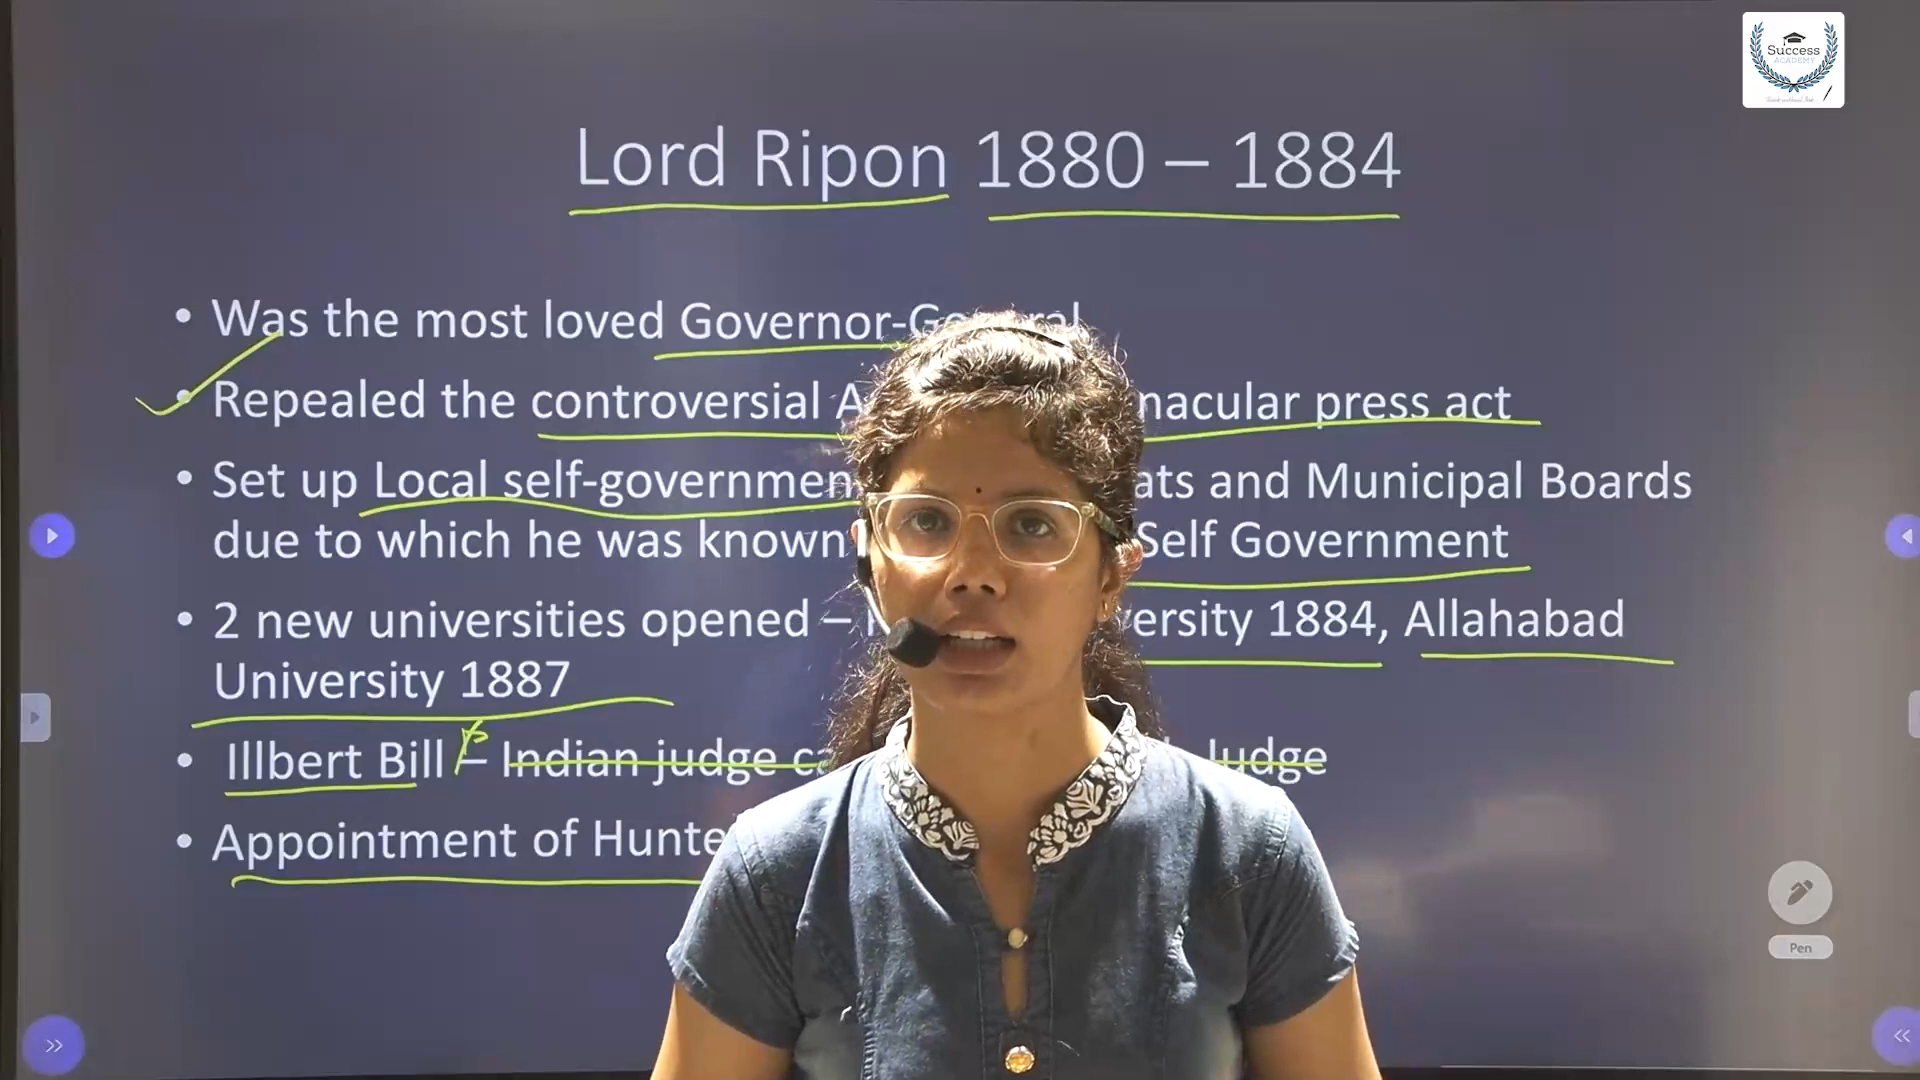 Success
ACADEMY
Lord Ripon 1880 – 1884
• Was the most loved Governor-General
• Repealed the controversial nacular press act
• Set up Local self-governmen ats and Municipal Boards
due to which he was known Self Government
• 2 new universities opened – ersity 1884, Allahabad
University 1887
• Illbert Bill – Indian judge ca Judge
• Appointment of Hunte
Pen